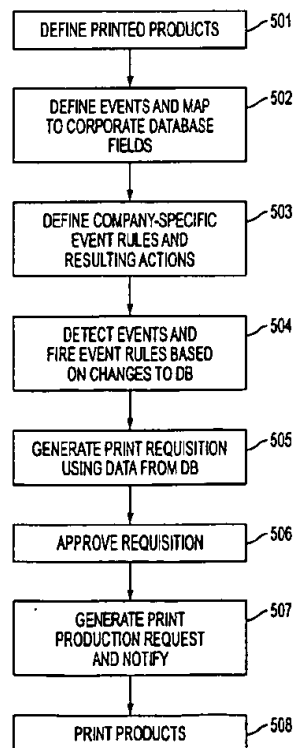 DEFINE PRINTED PRODUCTS
501
DEFINE EVENTS AND MAP
TO CORPORATE DATABASE
FIELDS
502
DEFINE COMPANY-SPECIFIC
EVENT RULES AND
RESULTING ACTIONS
503
DETECT EVENTS AND
FIRE EVENT RULES BASED
ON CHANGES TO DB
504
GENERATE PRINT REQUISITION
USING DATA FROM DB
505
APPROVE REQUISITION
506
GENERATE PRINT
PRODUCTION REQUEST
AND NOTIFY
507
PRINT PRODUCTS
508